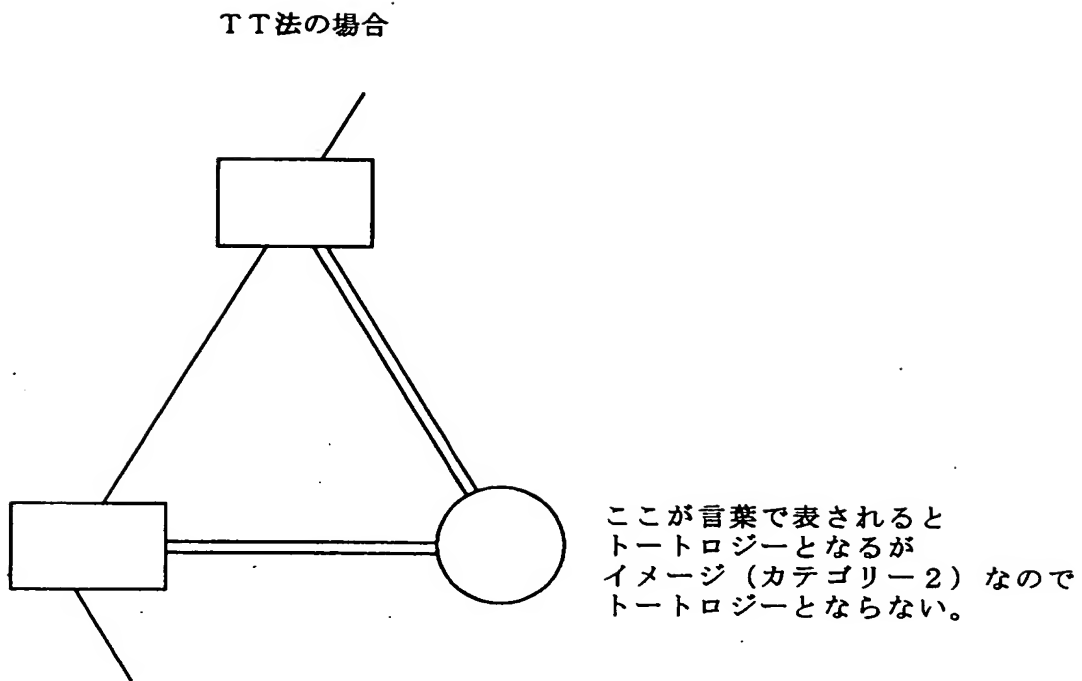 ＴＴ法の場合
ここが言葉で表されると
トートロジーとなるが
イメージ（カテゴリー２）なので
トートロジーとならない。